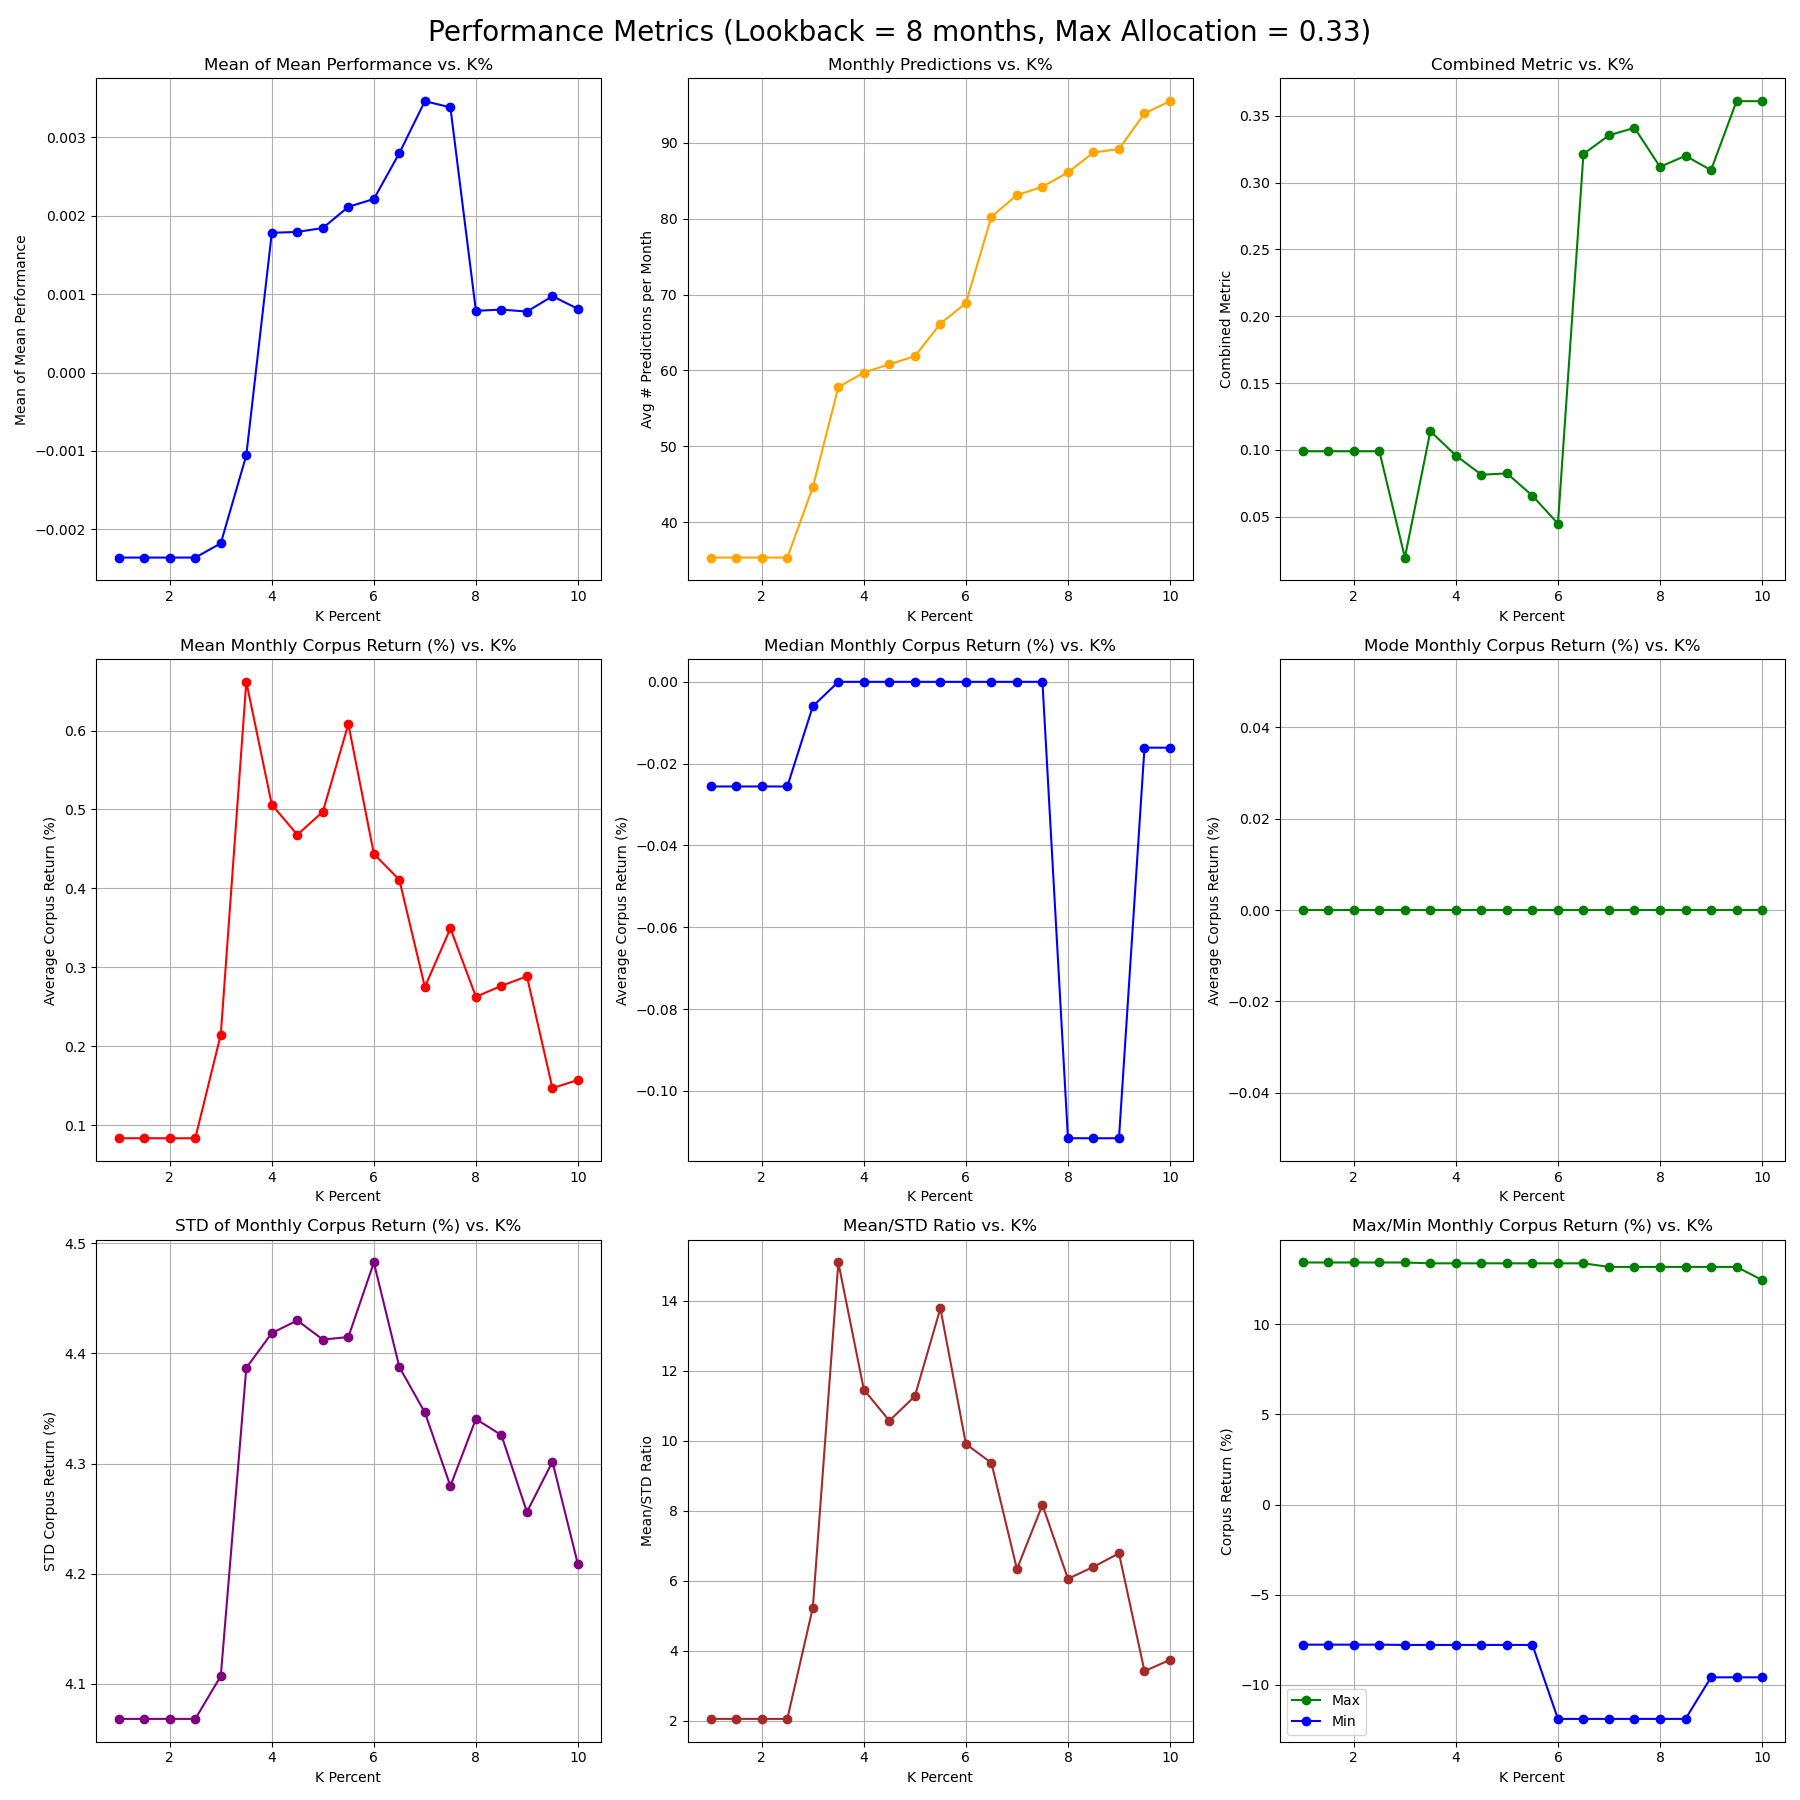 Performance Metrics (Lookback = 8 months, Max Allocation = 0.33)
Mean of Mean Performance vs. K%
Mean of Mean Performance
0.003
0.002
0.001
0.000
−0.001
−0.002
2 4 6 8 10
K Percent
Monthly Predictions vs. K%
Avg # Predictions per Month
90
80
70
60
50
40
2 4 6 8 10
K Percent
Combined Metric vs. K%
Combined Metric
0.35
0.30
0.25
0.20
0.15
0.10
0.05
2 4 6 8 10
K Percent
Mean Monthly Corpus Return (%) vs. K%
Average Corpus Return (%)
0.6
0.5
0.4
0.3
0.2
0.1
2 4 6 8 10
K Percent
Median Monthly Corpus Return (%) vs. K%
Average Corpus Return (%)
0.00
−0.02
−0.04
−0.06
−0.08
−0.10
2 4 6 8 10
K Percent
Mode Monthly Corpus Return (%) vs. K%
Average Corpus Return (%)
0.04
0.02
0.00
−0.02
−0.04
2 4 6 8 10
K Percent
STD of Monthly Corpus Return (%) vs. K%
STD Corpus Return (%)
4.5
4.4
4.3
4.2
4.1
2 4 6 8 10
K Percent
Mean/STD Ratio vs. K%
Mean/STD Ratio
14
12
10
8
6
4
2
2 4 6 8 10
K Percent
Max/Min Monthly Corpus Return (%) vs. K%
Corpus Return (%)
10
5
0
−5
−10
Max
Min
2 4 6 8 10
K Percent